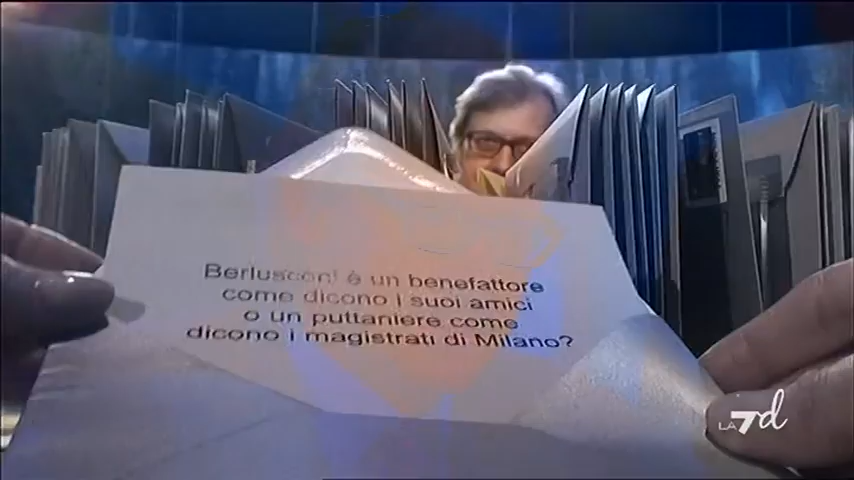 Berlusconi è un benefattore
come dicono i suoi amici
o un puttaniere come
dicono i magistrati di Milano?
LA7d